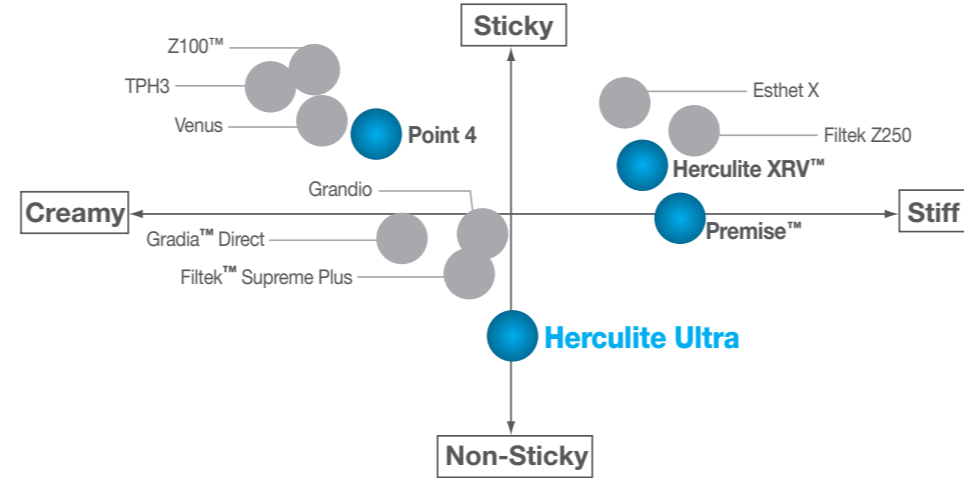 Sticky
Z100™
TPH3
Esthet X
Venus
Point 4
Filtek Z250
Herculite XRV™
Grandio
Creamy
Stiff
Premise™
Gradia™ Direct
Filtek™ Supreme Plus
Herculite Ultra
Non-Sticky